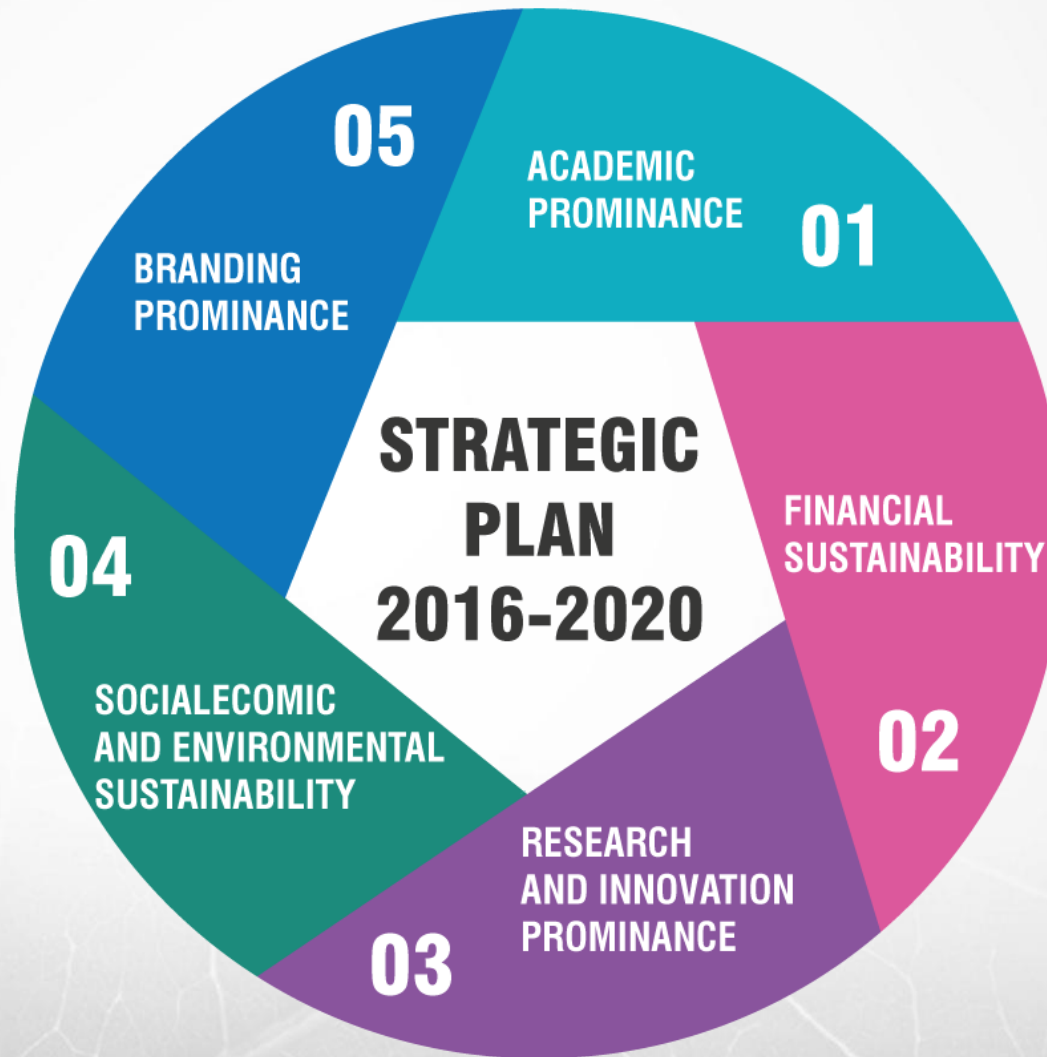 STRATEGIC
PLAN
2016-2020
ACADEMIC
PROMINANCE
01
FINANCIAL
SUSTAINABILITY
02
RESEARCH
AND INNOVATION
PROMINANCE
03
SOCIALECOMIC
AND ENVIRONMENTAL
SUSTAINABILITY
04
BRANDING
PROMINANCE
05